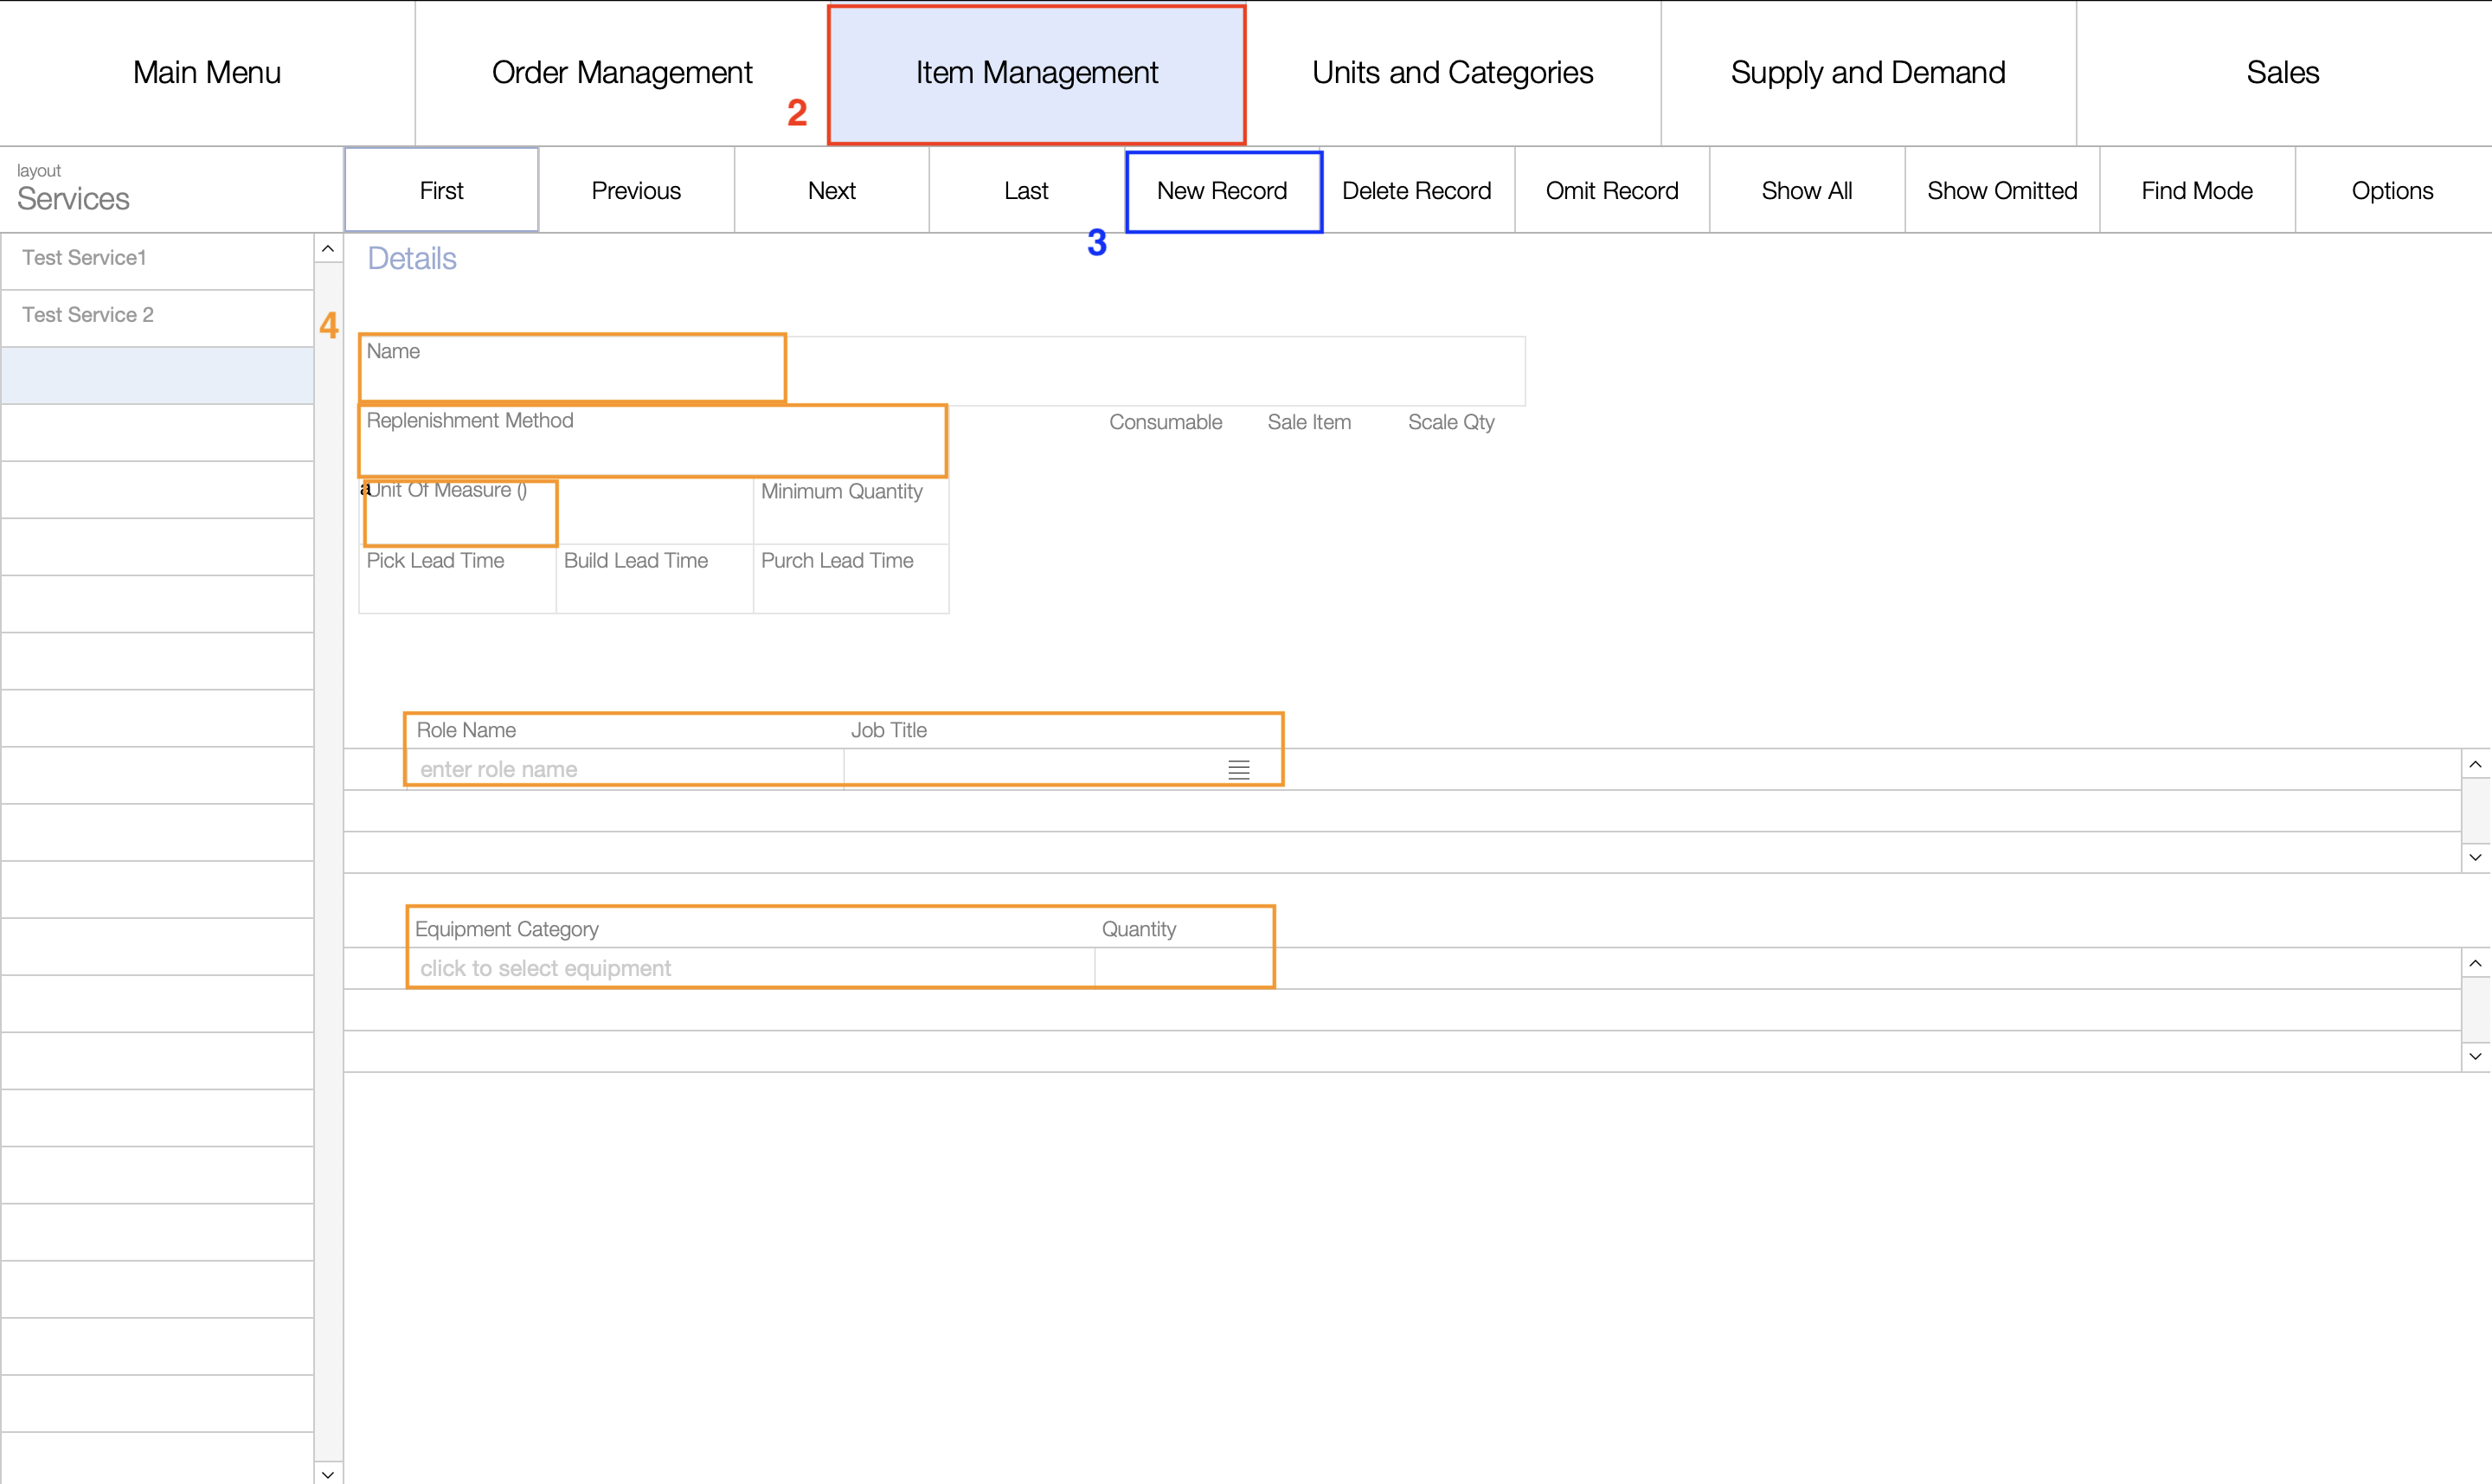 Main Menu
Order Management
Item Management
Units and Categories
Supply and Demand
Sales
2
layout
Services
First
Previous
Next
Last
New Record
Delete Record
Omit Record
Show All
Show Omitted
Find Mode
Options
3
Test Service1
Test Service 2
Details
4
Name
Replenishment Method
Consumable
Sale Item
Scale Qty
a
Unit Of Measure ()
Minimum Quantity
Pick Lead Time
Build Lead Time
Purch Lead Time
Role Name
Job Title
enter role name
Equipment Category
Quantity
click to select equipment